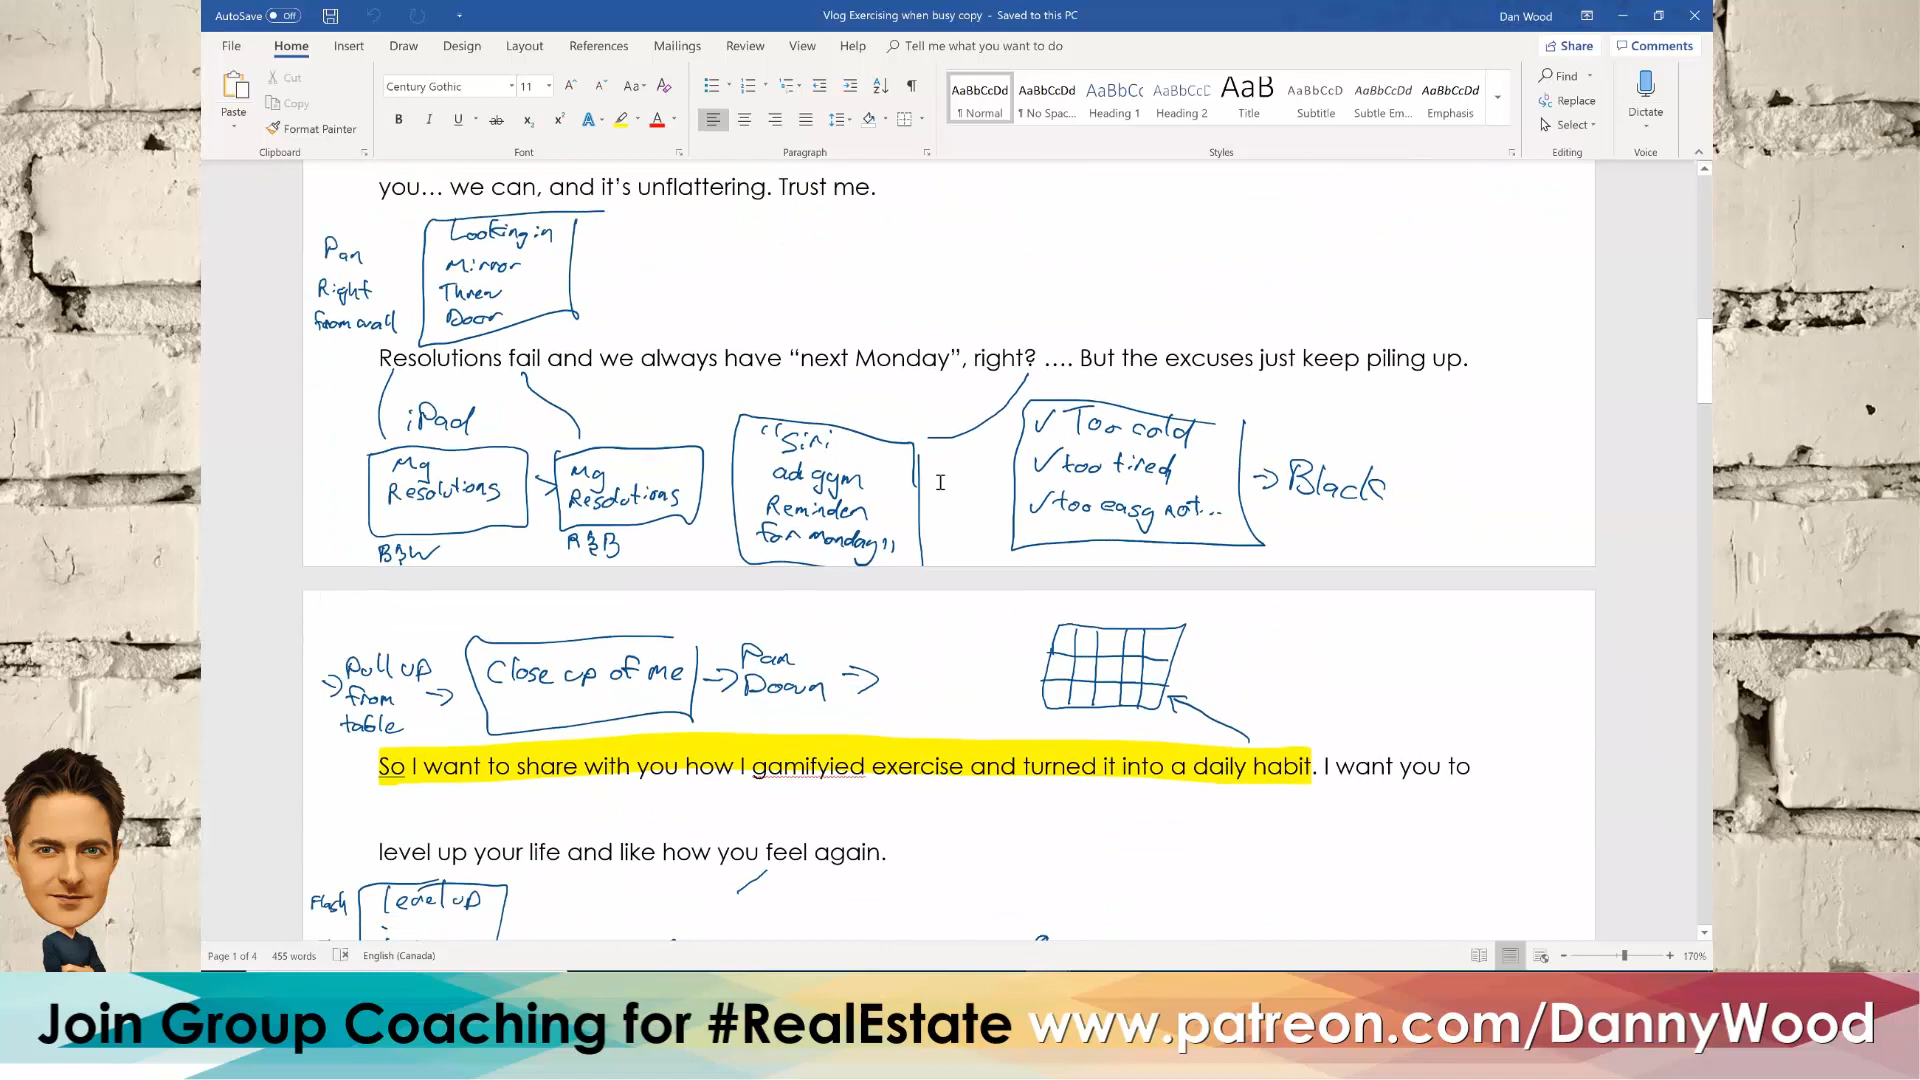 AutoSave Off
Vlog Exercising when busy copy - Saved to this PC
Dan Wood
File Home Insert Draw Design Layout References Mailings Review View Help Tell me what you want to do
Share Comments
Paste
Cut
Copy
Format Painter
Century Gothic 11
AaBbCcDd AaBbCcDd AaBbCc AaBbCcC AaB AaBbCcD AaBbCcDd AaBbCcDd
¶ Normal ¶ No Spac... Heading 1 Heading 2 Title Subtitle Subtle Em... Emphasis
Find
Replace
Select
Dictate
Clipboard Font Paragraph Styles Editing Voice
you… we can, and it’s unflattering. Trust me.
Pan
Right
from wall
Looking in
Mirror
Threw
Door
Resolutions fail and we always have “next Monday”, right? …. But the excuses just keep piling up.
iPad
My
Resolutions
B&W
My
Resolutions
R&B
“Siri
ad gym
Reminder
for monday”
✓ Too cold
✓ too tired
✓ too easy not...
→ Black
→ Pull up
from
table →
Close up of me
→ Pan
Down →
So I want to share with you how I gamifyied exercise and turned it into a daily habit. I want you to
level up your life and like how you feel again.
Flash
level up
Page 1 of 4 455 words English (Canada)
170%
Join Group Coaching for #RealEstate www.patreon.com/DannyWood